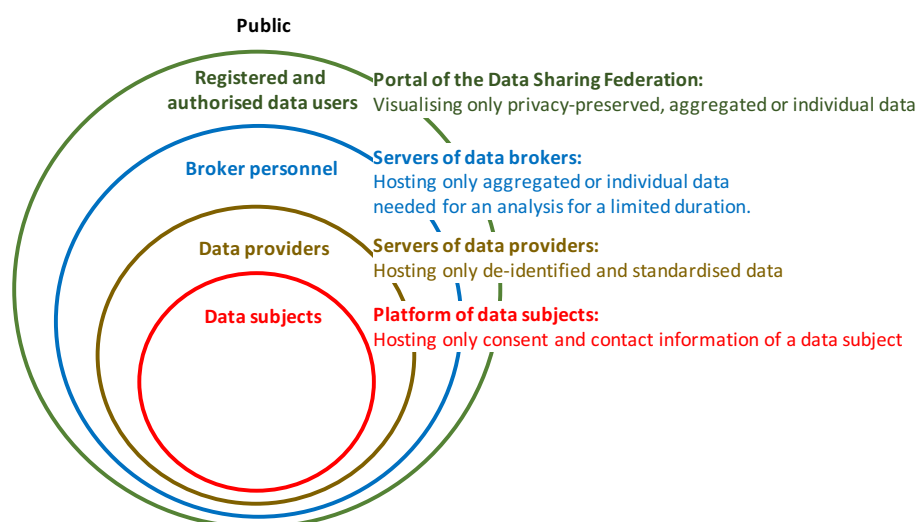 Public
Registered and
authorised data users
Portal of the Data Sharing Federation:
Visualising only privacy-preserved, aggregated or individual data
Broker personnel
Servers of data brokers:
Hosting only aggregated or individual data
needed for an analysis for a limited duration.
Data providers
Servers of data providers:
Hosting only de-identified and standardised data
Data subjects
Platform of data subjects:
Hosting only consent and contact information of a data subject